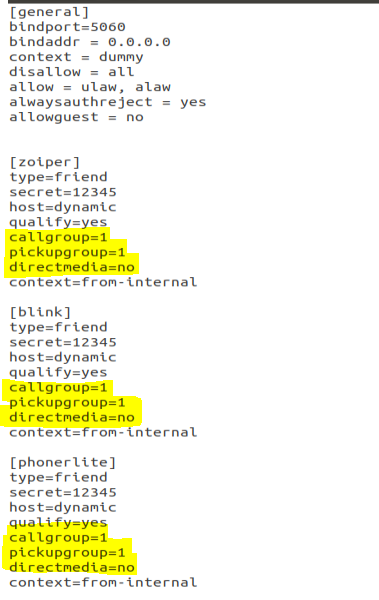 [general]
bindport=5060
bindaddr = 0.0.0.0
context = dummy
disallow = all
allow = ulaw, alaw
alwaysauthreject = yes
allowguest = no
[zoiper]
type=friend
secret=12345
host=dynamic
qualify=yes
callgroup=1
pickupgroup=1
directmedia=no
context=from-internal
[blink]
type=friend
secret=12345
host=dynamic
qualify=yes
callgroup=1
pickupgroup=1
directmedia=no
context=from-internal
[phonerlite]
type=friend
secret=12345
host=dynamic
qualify=yes
callgroup=1
pickupgroup=1
directmedia=no
context=from-internal